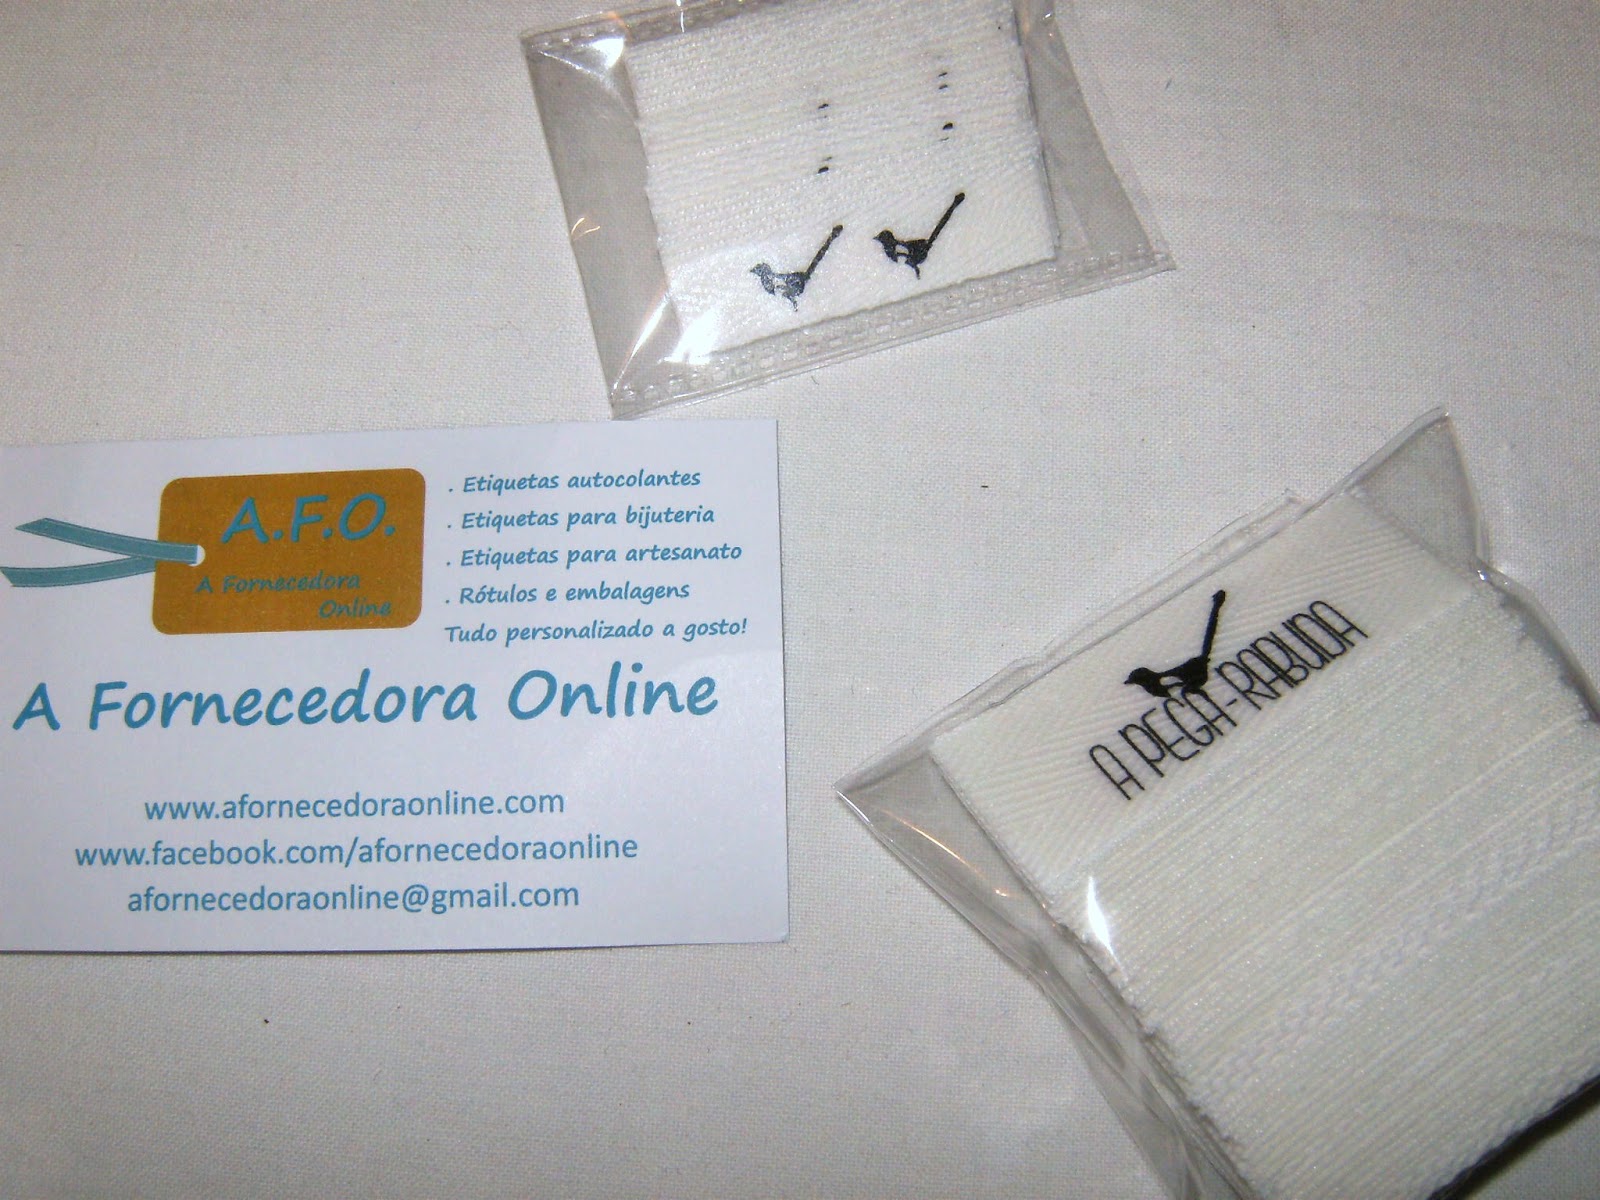 A.F.O.
A Fornecedora
Online
. Etiquetas autocolantes
. Etiquetas para bijuteria
. Etiquetas para artesanato
. Rótulos e embalagens
Tudo personalizado a gosto!
A Fornecedora Online
www.afornecedoraonline.com
www.facebook.com/afornecedoraonline
afornecedoraonline@gmail.com
A PEGA-RABUDA